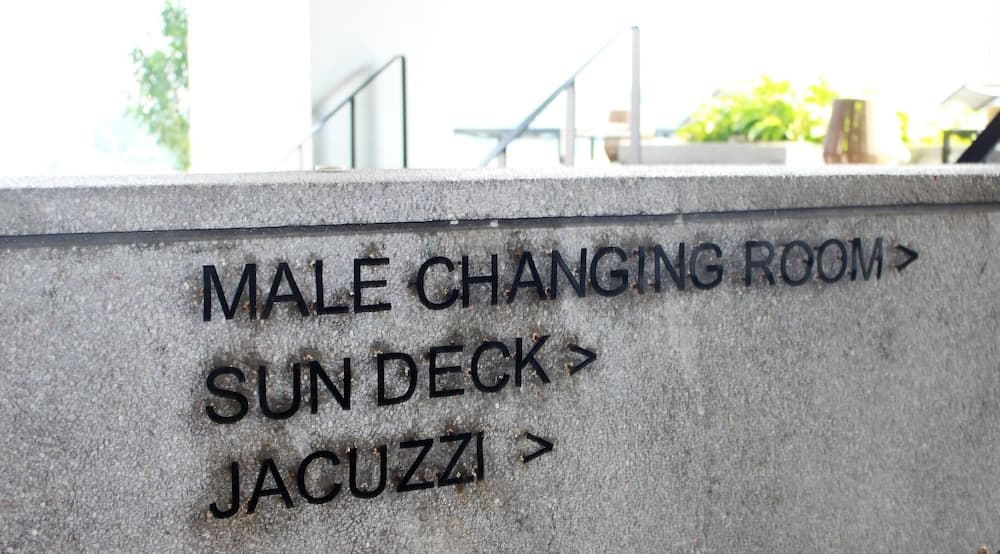 MALE CHANGING ROOM >
SUN DECK >
JACUZZI >